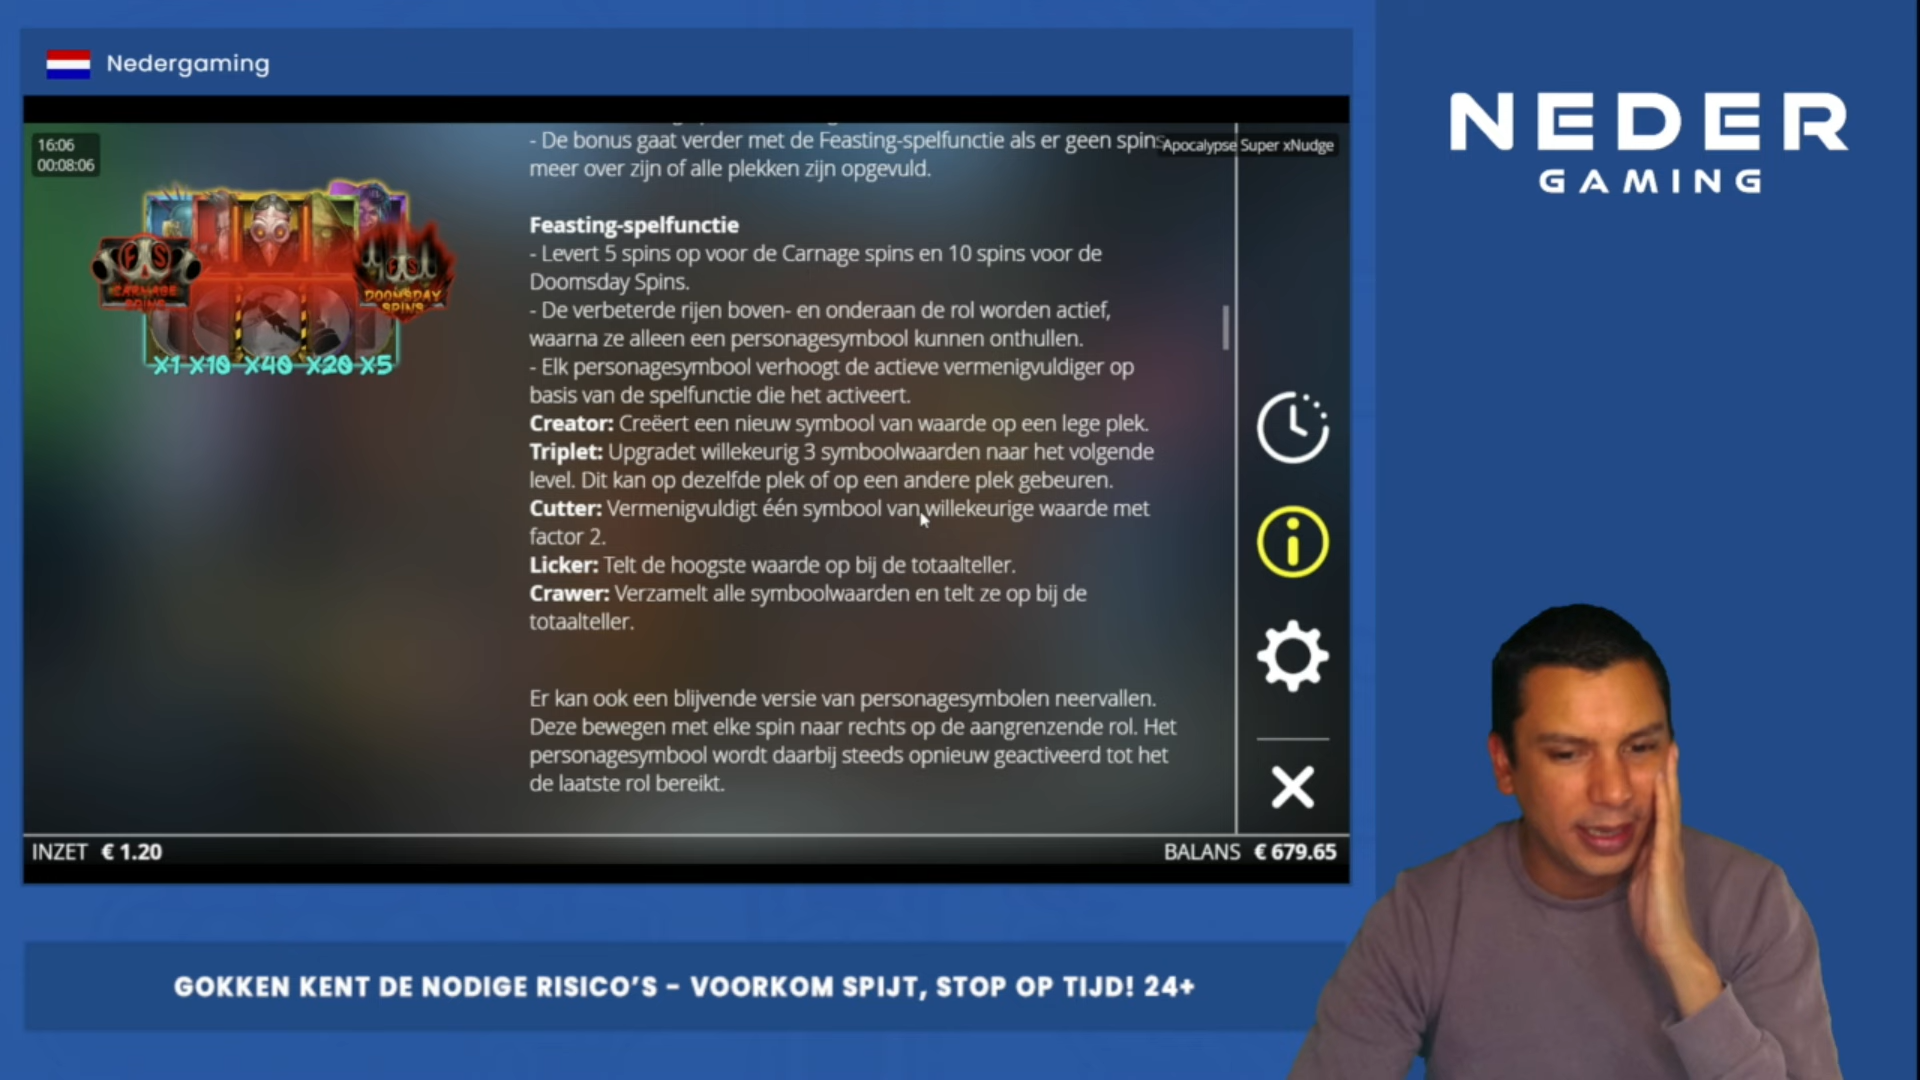 Nedergaming
NEDER
GAMING
16:06
00:08:06
Apocalypse Super xNudge
- De bonus gaat verder met de Feasting-spelfunctie als er geen spins
meer over zijn of alle plekken zijn opgevuld.
Feasting-spelfunctie
- Levert 5 spins op voor de Carnage spins en 10 spins voor de
Doomsday Spins.
- De verbeterde rijen boven- en onderaan de rol worden actief,
waarna ze alleen een personagesymbool kunnen onthullen.
- Elk personagesymbool verhoogt de actieve vermenigvuldiger op
basis van de spelfunctie die het activeert.
Creator: Creëert een nieuw symbool van waarde op een lege plek.
Triplet: Upgradet willekeurig 3 symboolwaarden naar het volgende
level. Dit kan op dezelfde plek of op een andere plek gebeuren.
Cutter: Vermenigvuldigt één symbool van willekeurige waarde met
factor 2.
Licker: Telt de hoogste waarde op bij de totaalteller.
Crawer: Verzamelt alle symboolwaarden en telt ze op bij de
totaalteller.
Er kan ook een blijvende versie van personagesymbolen neervallen.
Deze bewegen met elke spin naar rechts op de aangrenzende rol. Het
personagesymbool wordt daarbij steeds opnieuw geactiveerd tot het
de laatste rol bereikt.
FS
CARNAGE
SPINS
FS
DOOMSDAY
SPINS
X1 X10 X40 X20 X5
INZET € 1.20
BALANS € 679.65
GOKKEN KENT DE NODIGE RISICO'S - VOORKOM SPIJT, STOP OP TIJD! 24+